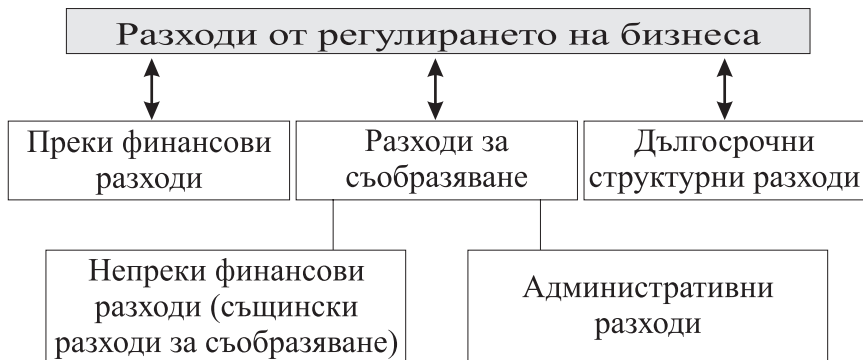 Разходи от регулирането на бизнеса
Преки финансови
разходи
Разходи за
съобразяване
Дългосрочни
структурни разходи
Непреки финансови
разходи (същински
разходи за съобразяване)
Административни
разходи